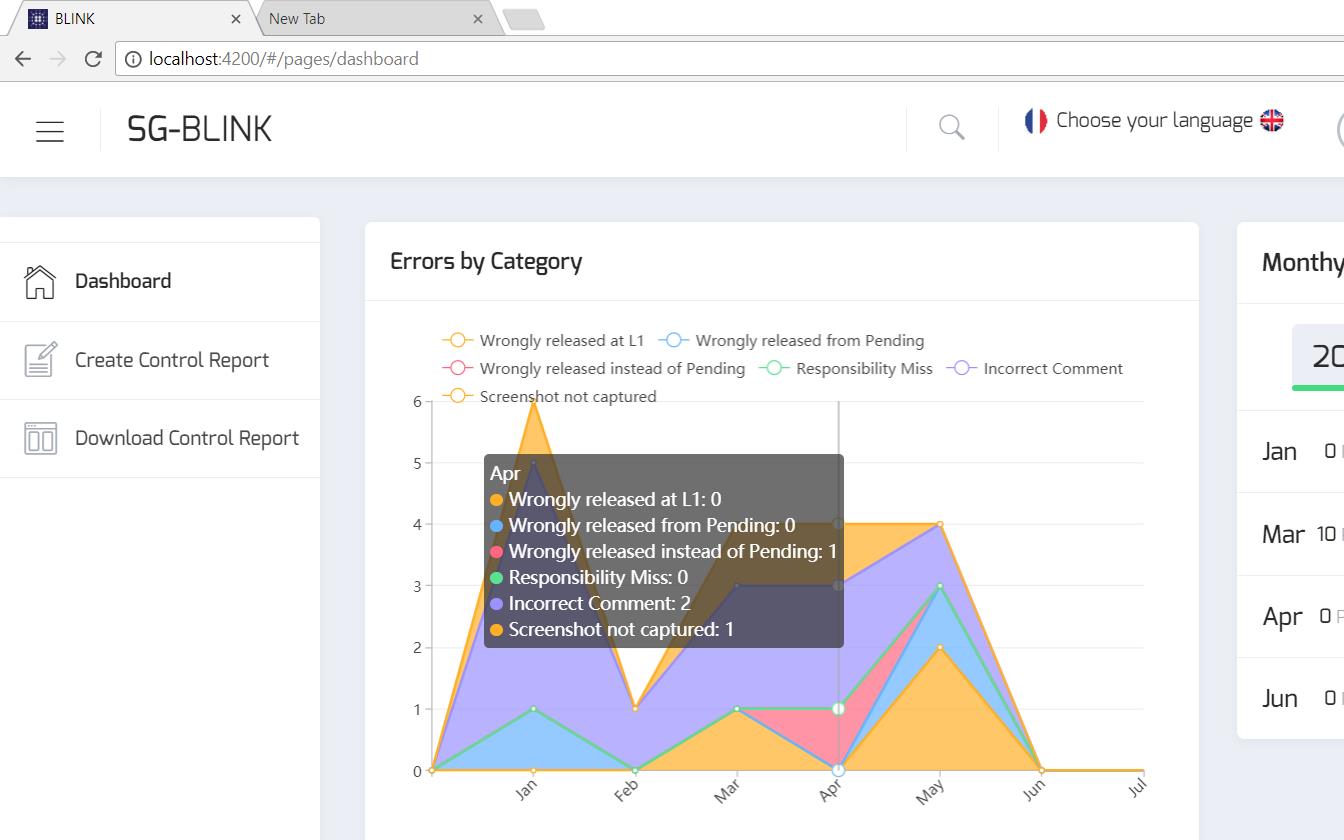 BLINK
New Tab
localhost:4200/#/pages/dashboard
SG-BLINK
Choose your language
Dashboard
Create Control Report
Download Control Report
Errors by Category
Wrongly released at L1 Wrongly released from Pending
Wrongly released instead of Pending Responsibility Miss Incorrect Comment
Screenshot not captured
6
5
4
3
2
1
0
Apr
Wrongly released at L1: 0
Wrongly released from Pending: 0
Wrongly released instead of Pending: 1
Responsibility Miss: 0
Incorrect Comment: 2
Screenshot not captured: 1
Jan Feb Mar Apr May Jun Jul
Monthy
20
Jan 0
Mar 10
Apr 0 P
Jun 0